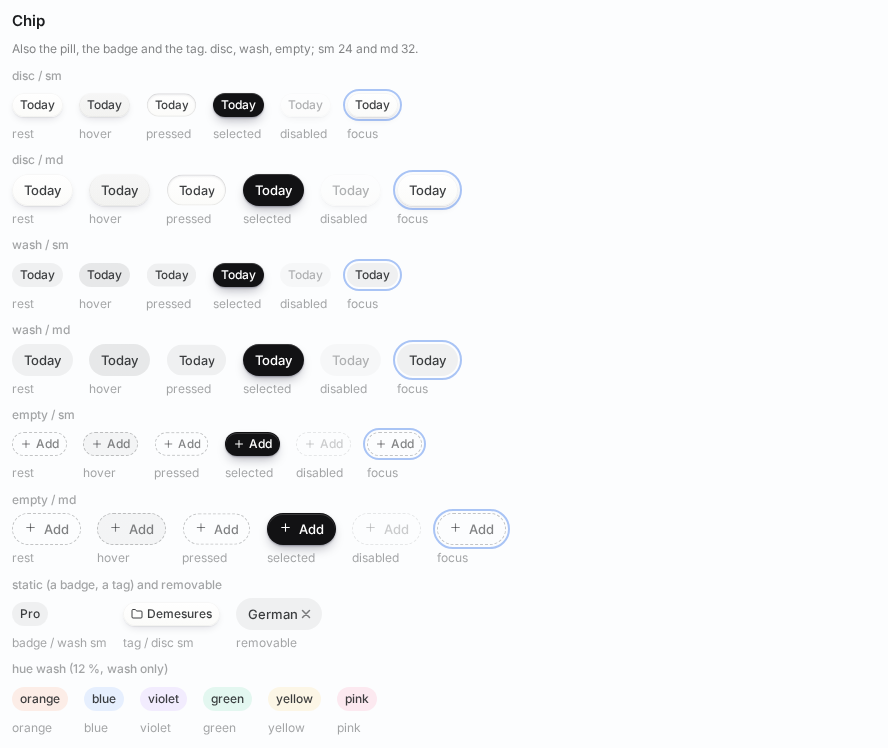 Chip
Also the pill, the badge and the tag. disc, wash, empty; sm 24 and md 32.
disc / sm
Today Today Today Today Today Today
rest hover pressed selected disabled focus
disc / md
Today Today Today Today Today Today
rest hover pressed selected disabled focus
wash / sm
Today Today Today Today Today Today
rest hover pressed selected disabled focus
wash / md
Today Today Today Today Today Today
rest hover pressed selected disabled focus
empty / sm
+ Add + Add + Add + Add + Add + Add
rest hover pressed selected disabled focus
empty / md
+ Add + Add + Add + Add + Add + Add
rest hover pressed selected disabled focus
static (a badge, a tag) and removable
Pro Demesures German ×
badge / wash sm tag / disc sm removable
hue wash (12 %, wash only)
orange blue violet green yellow pink
orange blue violet green yellow pink